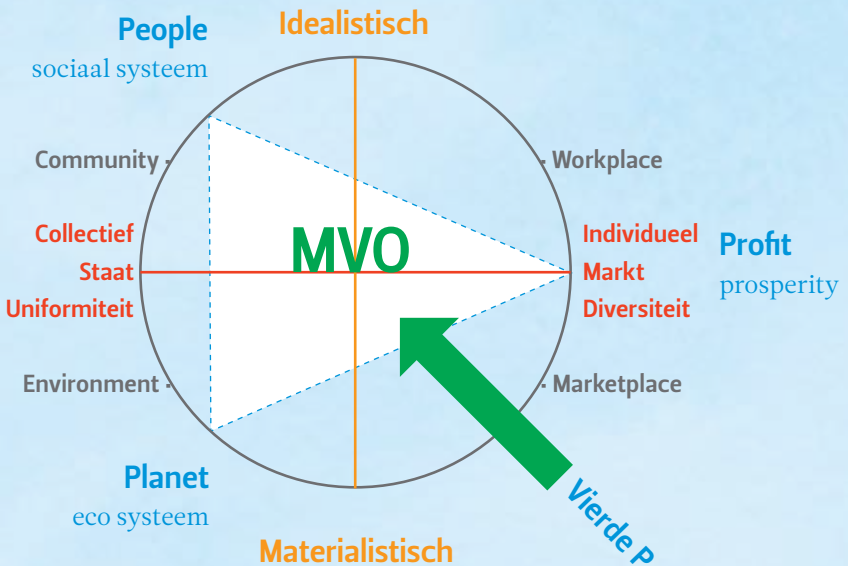 People
sociaal systeem
Idealistisch
Community
Workplace
Collectief
Staat
Uniformiteit
MVO
Individueel
Markt
Diversiteit
Profit
prosperity
Environment
Marketplace
Planet
eco systeem
Vierde P
Materialistisch